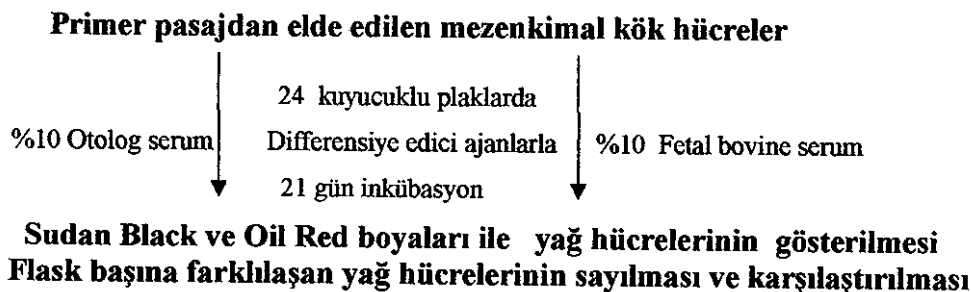 Primer pasajdan elde edilen mezenkimal kök hücreler
24 kuyucuklu plaklarda
%10 Otolog serum Differensiye edici ajanlarla %10 Fetal bovine serum
21 gün inkübasyon
Sudan Black ve Oil Red boyaları ile yağ hücrelerinin gösterilmesi
Flask başına farklılaşan yağ hücrelerinin sayılması ve karşılaştırılması